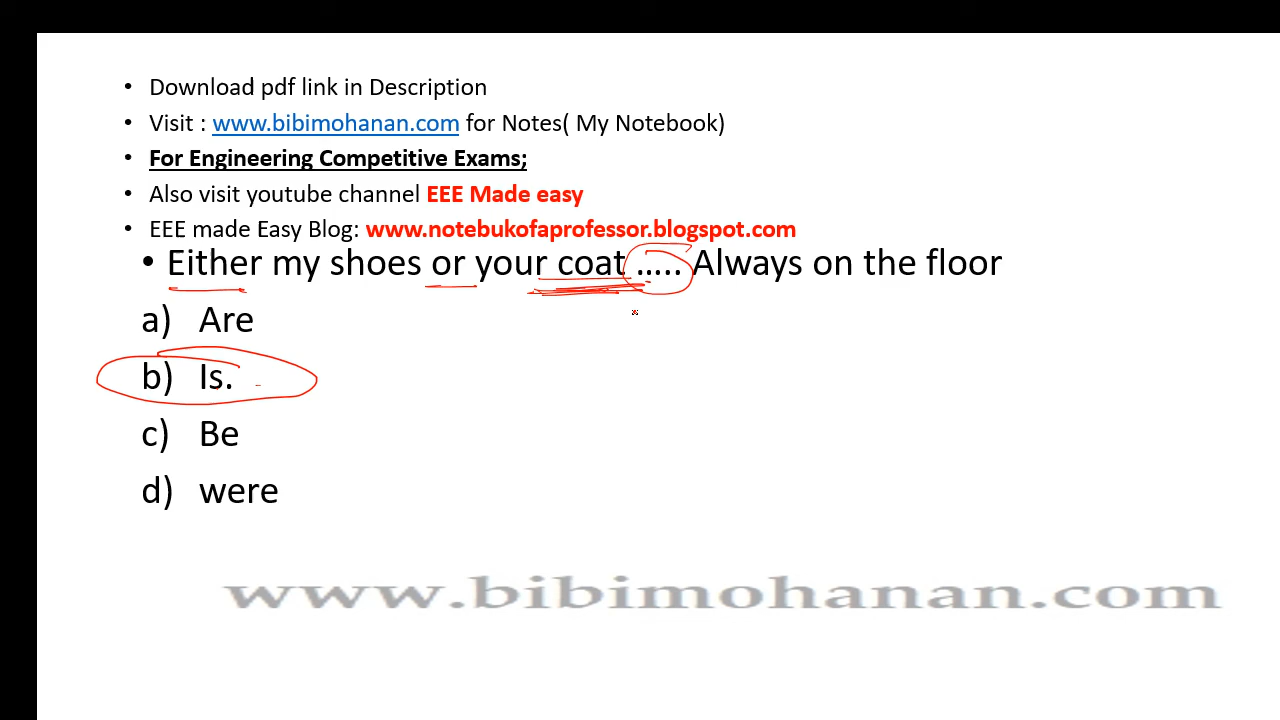 • Download pdf link in Description
• Visit : www.bibimohanan.com for Notes( My Notebook)
• For Engineering Competitive Exams;
• Also visit youtube channel EEE Made easy
• EEE made Easy Blog: www.notebukofaprofessor.blogspot.com
• Either my shoes or your coat ..... Always on the floor
a) Are
b) Is.
c) Be
d) were
www.bibimohanan.com